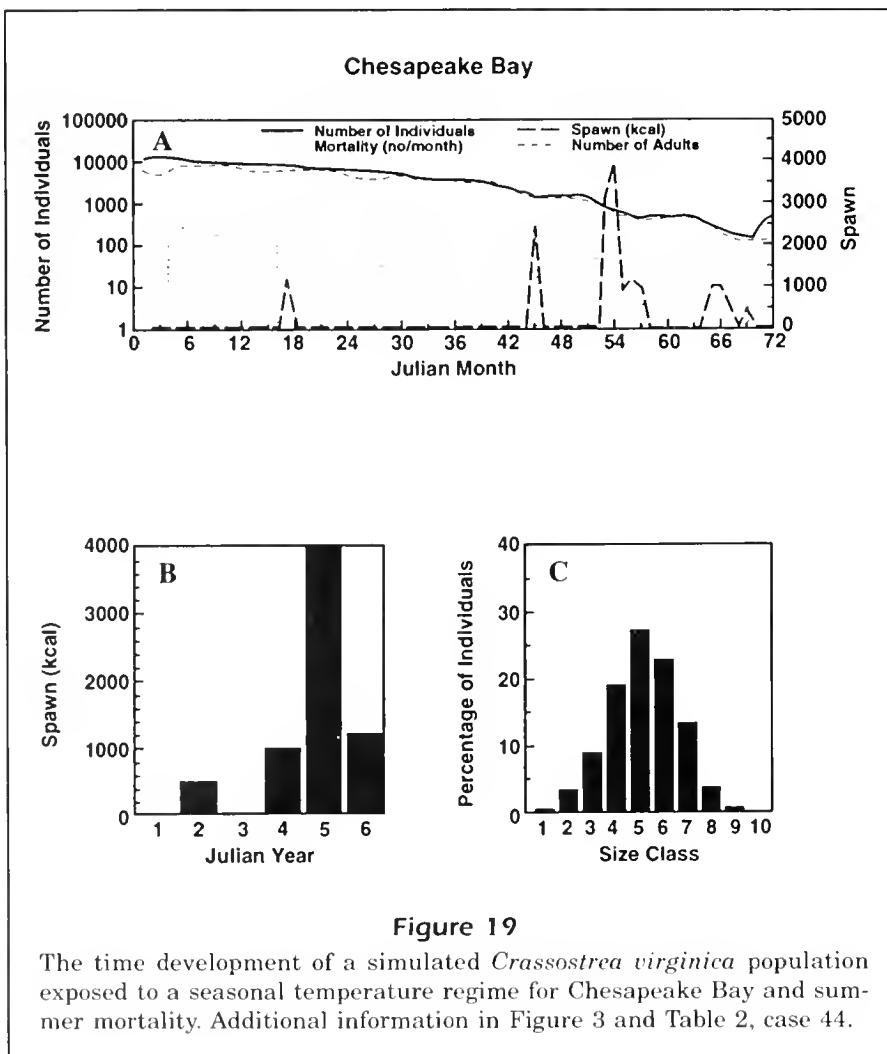 Chesapeake Bay
A
Number of Individuals
Mortality (no/month)
Spawn (kcal)
Number of Adults
Number of Individuals
100000
10000
1000
100
10
1
5000
4000
3000
2000
1000
0
Spawn
0 6 12 18 24 30 36 42 48 54 60 66 72
Julian Month
B
Spawn (kcal)
4000
3000
2000
1000
0
1 2 3 4 5 6
Julian Year
C
Percentage of Individuals
40
30
20
10
0
1 2 3 4 5 6 7 8 9 10
Size Class
Figure 19
The time development of a simulated Crassostrea virginica population
exposed to a seasonal temperature regime for Chesapeake Bay and sum-
mer mortality. Additional information in Figure 3 and Table 2, case 44.